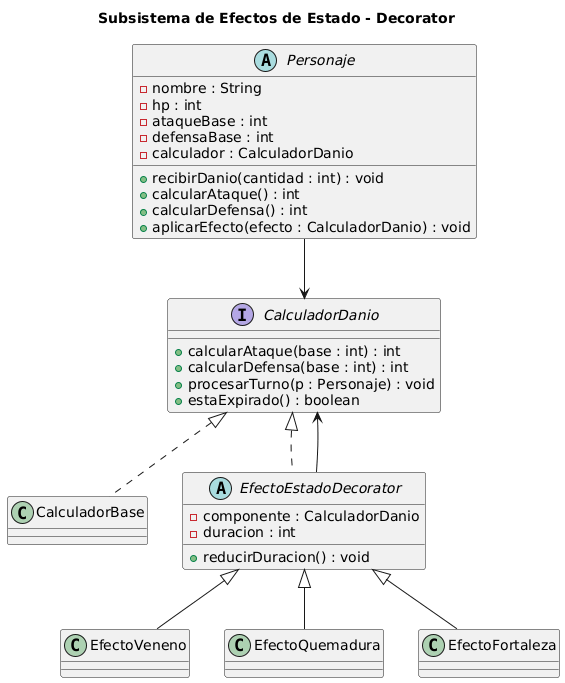 Subsistema de Efectos de Estado - Decorator
A Personaje
nombre : String
hp : int
ataqueBase : int
defensaBase : int
calculador : CalculadorDanio
recibirDanio(cantidad : int) : void
calcularAtaque() : int
calcularDefensa() : int
aplicarEfecto(efecto : CalculadorDanio) : void
I CalculadorDanio
calcularAtaque(base : int) : int
calcularDefensa(base : int) : int
procesarTurno(p : Personaje) : void
estaExpirado() : boolean
C CalculadorBase
A EfectoEstadoDecorator
componente : CalculadorDanio
duracion : int
reducirDuracion() : void
C EfectoVeneno
C EfectoQuemadura
C EfectoFortaleza